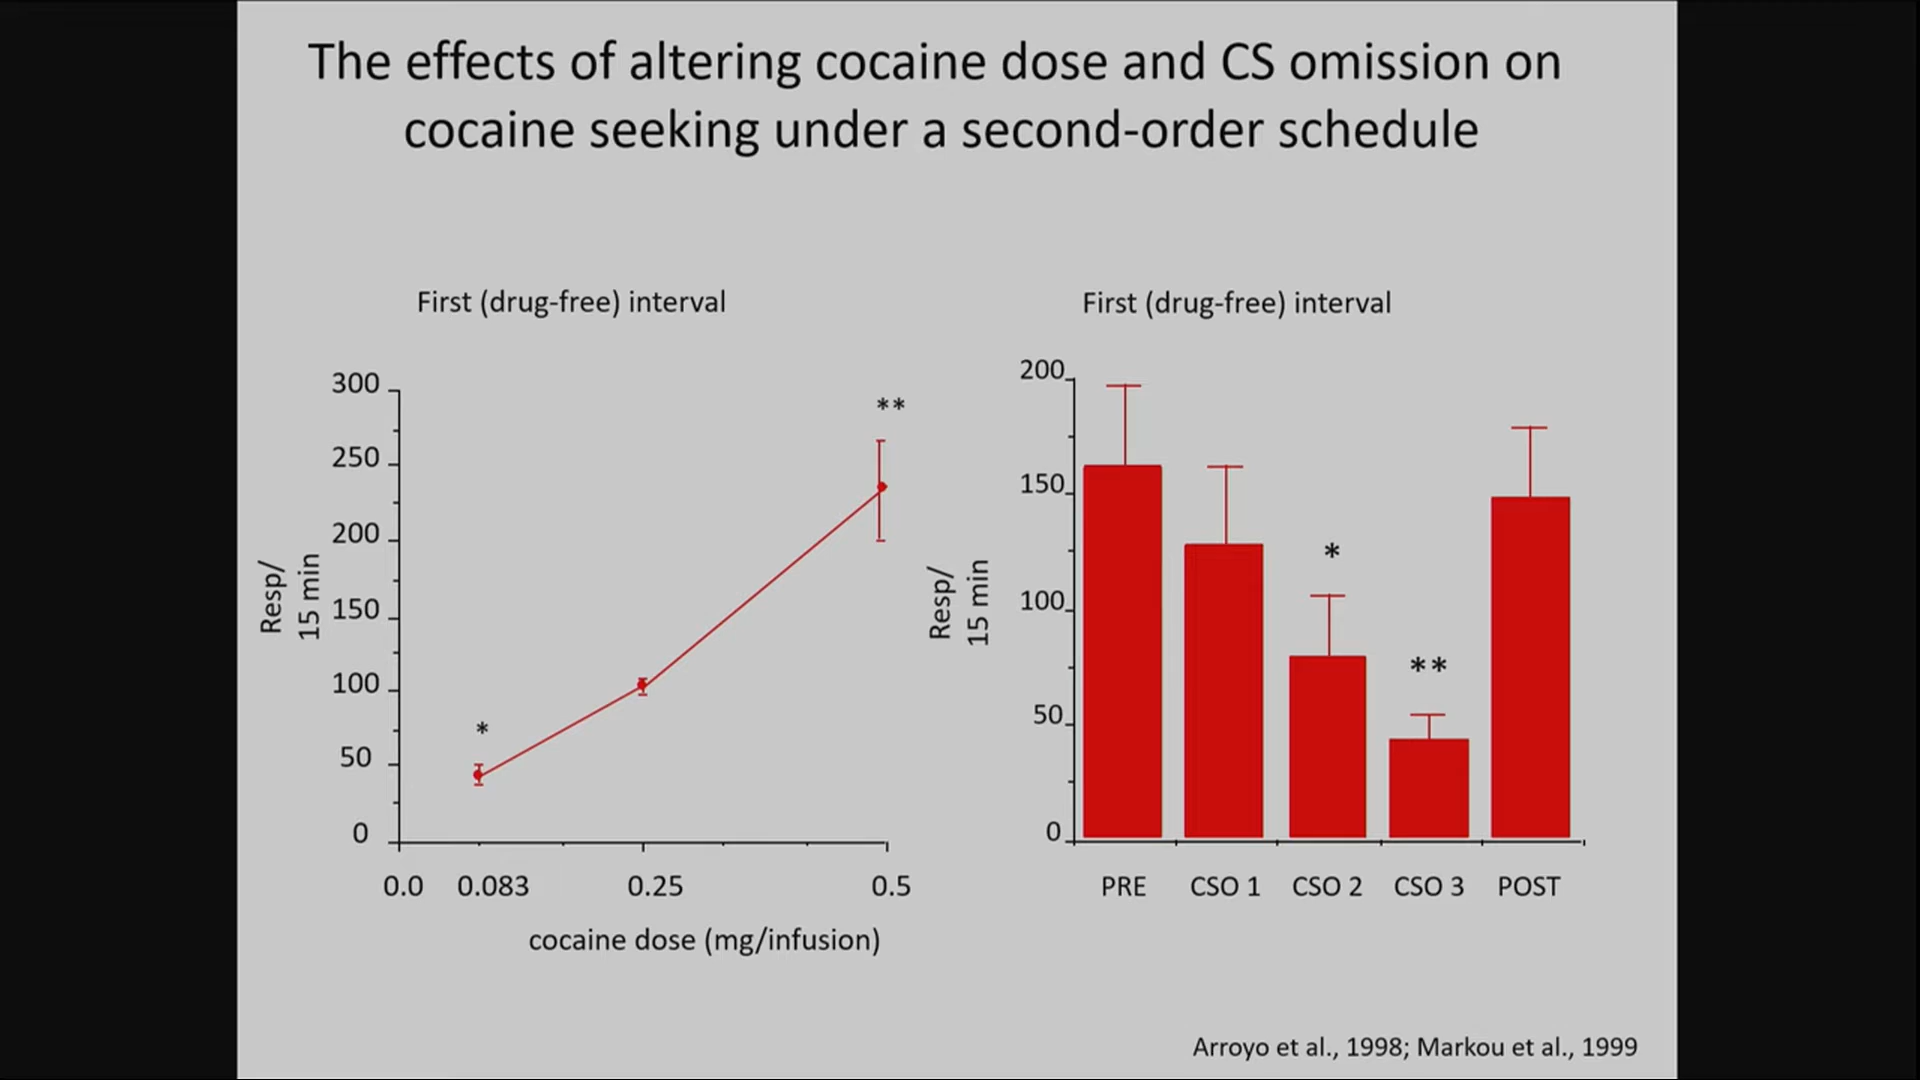 The effects of altering cocaine dose and CS omission on
cocaine seeking under a second-order schedule
First (drug-free) interval
300
250
200
150
100
50
0
Resp/
15 min
*
**
0.0 0.083 0.25 0.5
cocaine dose (mg/infusion)
First (drug-free) interval
200
150
100
50
0
Resp/
15 min
*
**
PRE CSO 1 CSO 2 CSO 3 POST
Arroyo et al., 1998; Markou et al., 1999